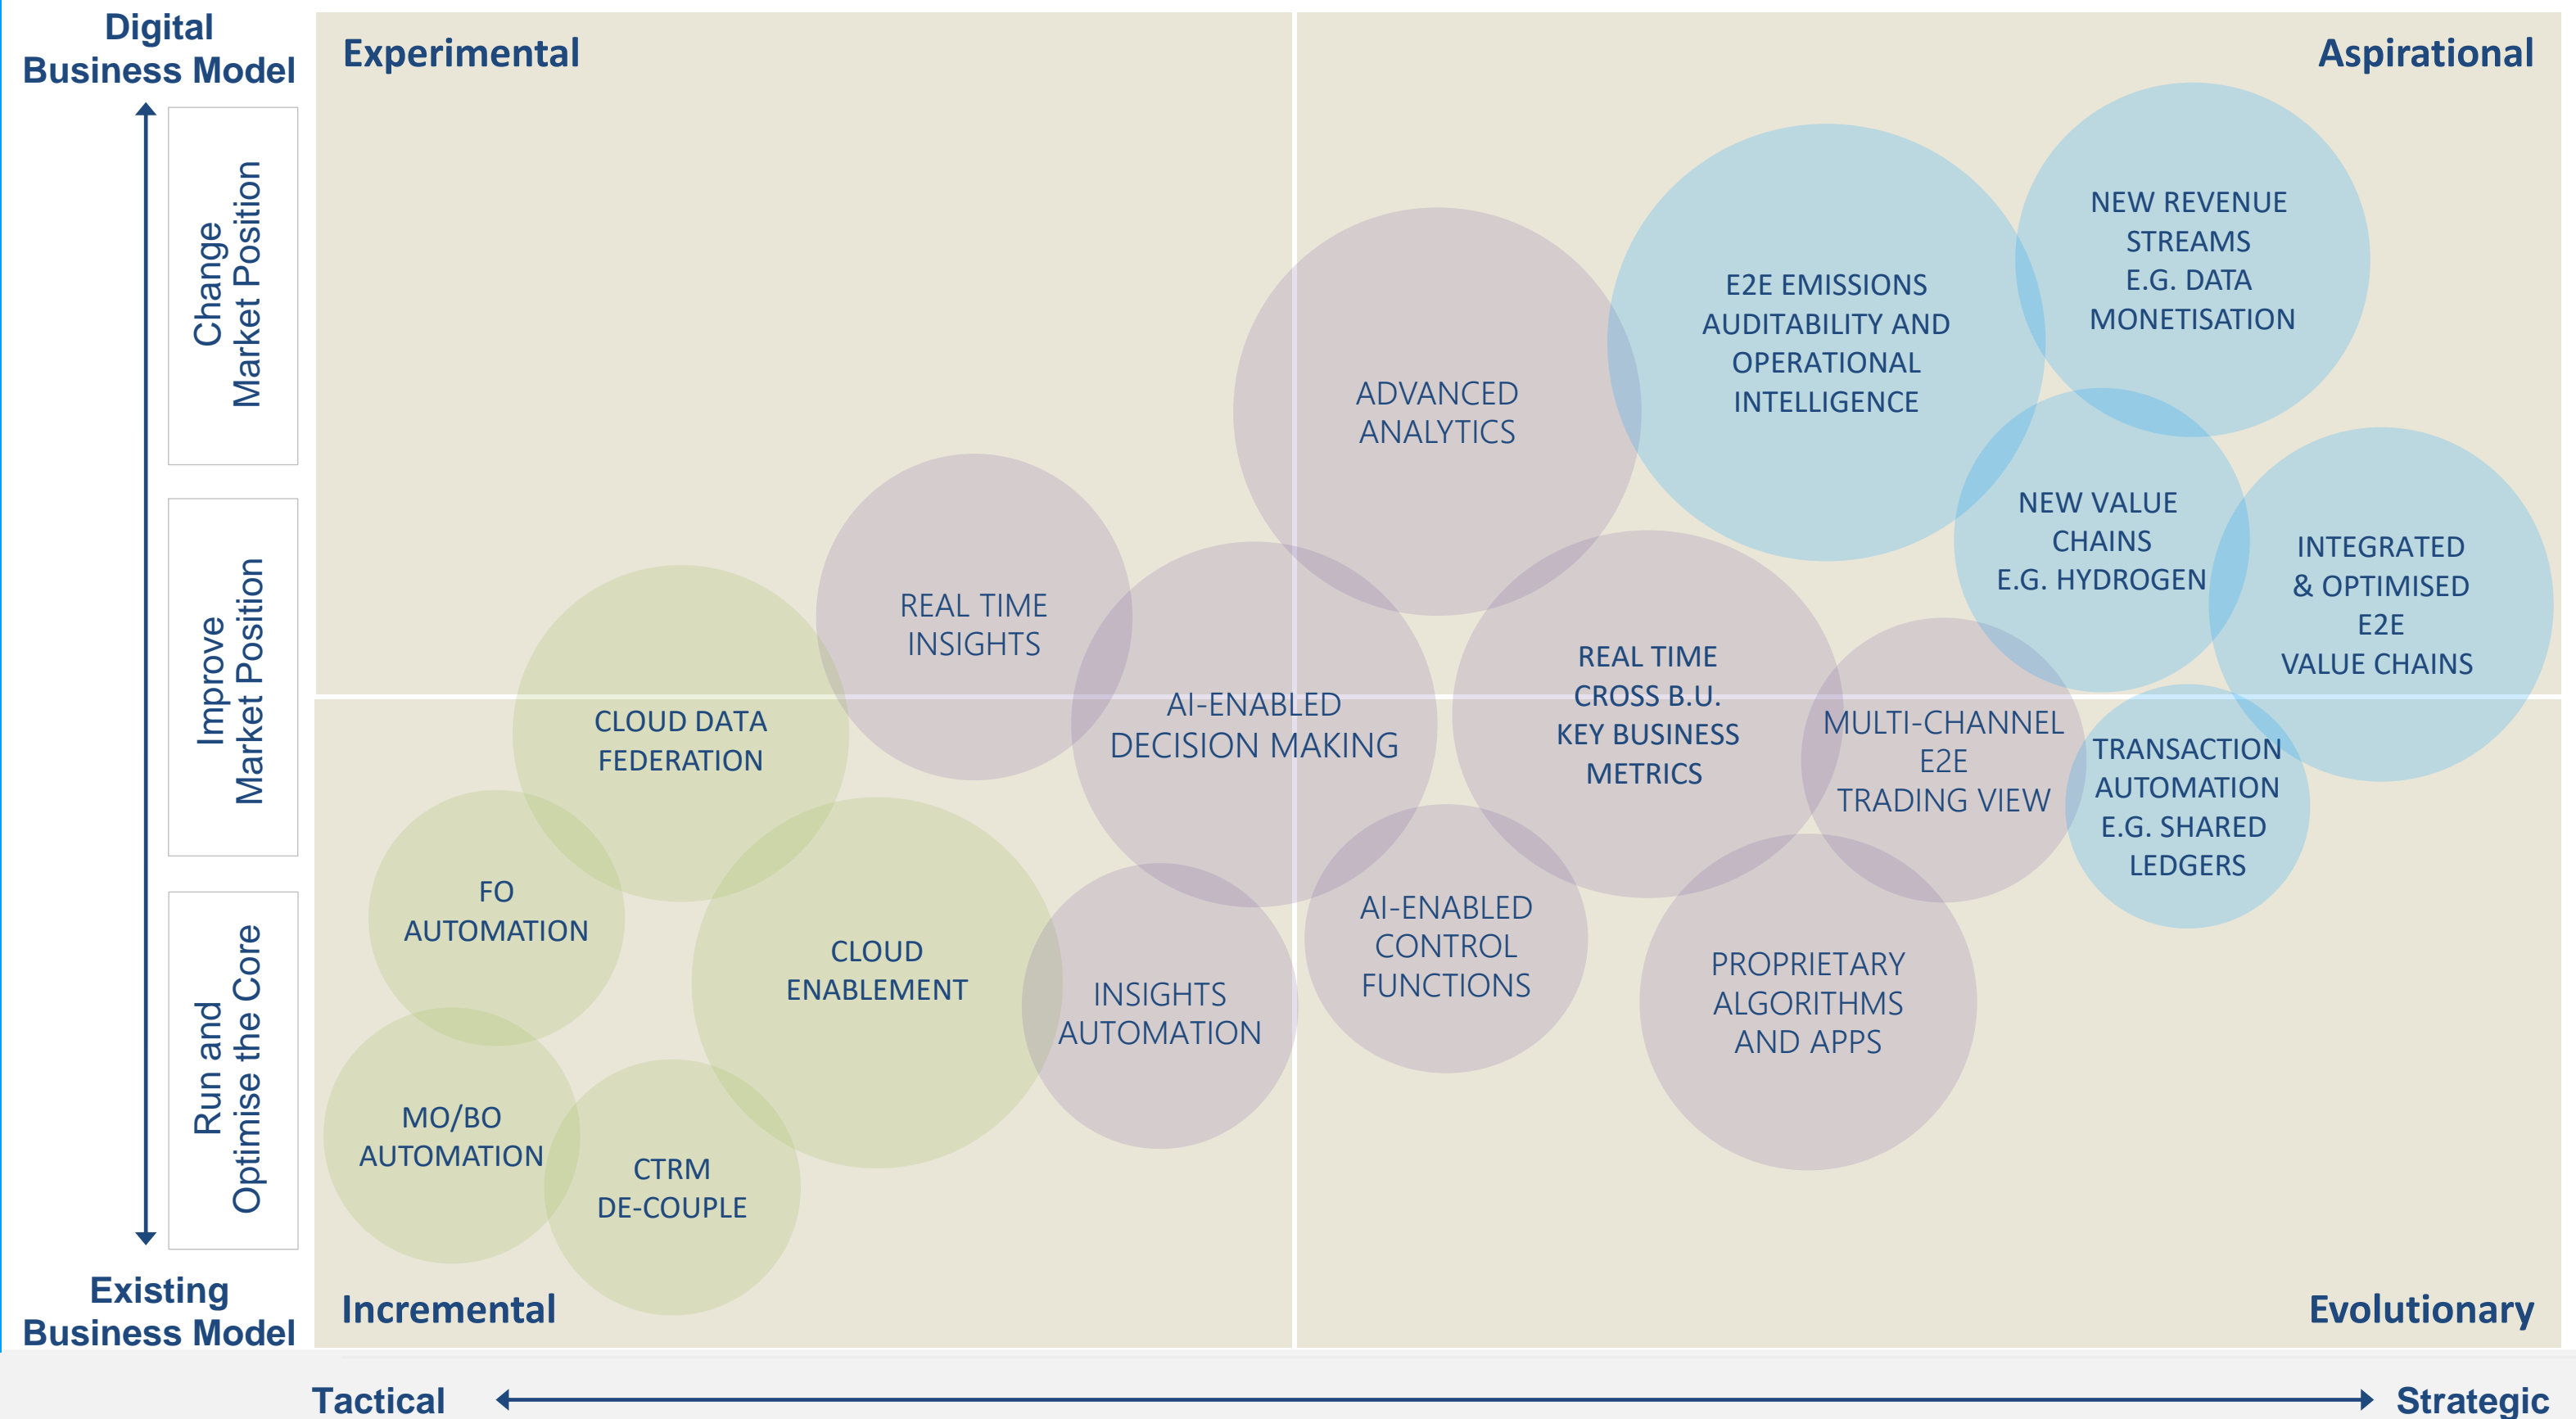 Digital
Business Model
Change
Market Position
Improve
Market Position
Run and
Optimise the Core
Existing
Business Model
Experimental
Aspirational
NEW REVENUE
STREAMS
E.G. DATA
MONETISATION
E2E EMISSIONS
AUDITABILITY AND
OPERATIONAL
INTELLIGENCE
ADVANCED
ANALYTICS
NEW VALUE
CHAINS
E.G. HYDROGEN
INTEGRATED
& OPTIMISED
E2E
VALUE CHAINS
REAL TIME
INSIGHTS
CLOUD DATA
FEDERATION
AI-ENABLED
DECISION MAKING
REAL TIME
CROSS B.U.
KEY BUSINESS
METRICS
MULTI-CHANNEL
E2E
TRADING VIEW
TRANSACTION
AUTOMATION
E.G. SHARED
LEDGERS
FO
AUTOMATION
CLOUD
ENABLEMENT
INSIGHTS
AUTOMATION
AI-ENABLED
CONTROL
FUNCTIONS
PROPRIETARY
ALGORITHMS
AND APPS
MO/BO
AUTOMATION
CTRM
DE-COUPLE
Incremental
Evolutionary
Tactical
Strategic